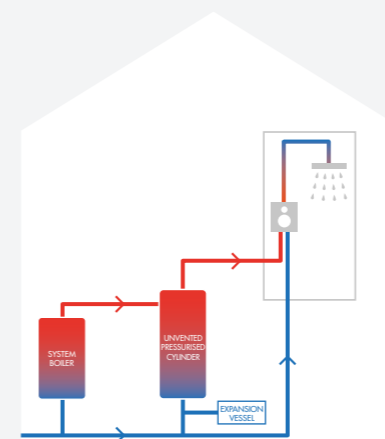 SYSTEM
BOILER
UNVENTED
PRESSURISED
CYLINDER
EXPANSION
VESSEL